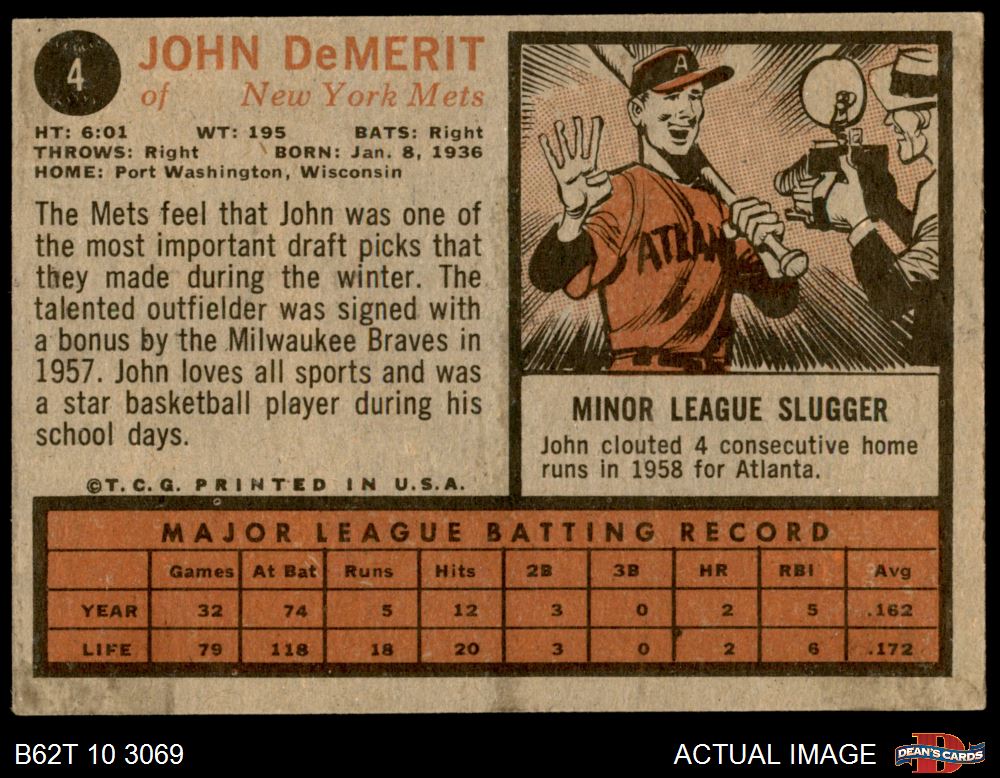 4
JOHN DeMERIT
of New York Mets
HT: 6:01 WT: 195 BATS: Right
THROWS: Right BORN: Jan. 8, 1936
HOME: Port Washington, Wisconsin
The Mets feel that John was one of
the most important draft picks that
they made during the winter. The
talented outfielder was signed with
a bonus by the Milwaukee Braves in
1957. John loves all sports and was
a star basketball player during his
school days.
©T.C.G. PRINTED IN U.S.A.
A
ATLAN
MINOR LEAGUE SLUGGER
John clouted 4 consecutive home
runs in 1958 for Atlanta.
MAJOR LEAGUE BATTING RECORD
Games At Bat Runs Hits 2B 3B HR RBI Avg
YEAR 32 74 5 12 3 0 2 5 .162
LIFE 79 118 18 20 3 0 2 6 .172
B62T 10 3069 ACTUAL IMAGE D DEAN'S CARDS